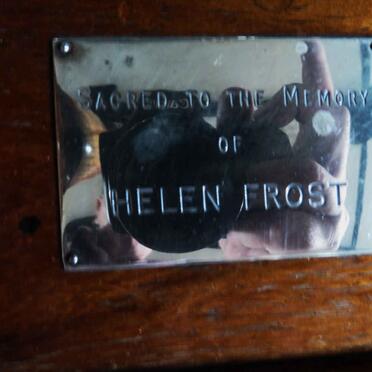 SACRED TO THE MEMORY
OF
HELEN FROST